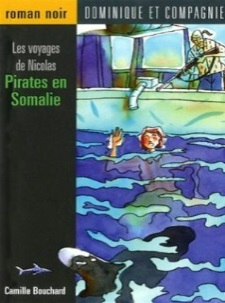 roman noir
DOMINIQUE ET COMPAGNIE
Les voyages
de Nicolas
Pirates en
Somalie
Camille Bouchard